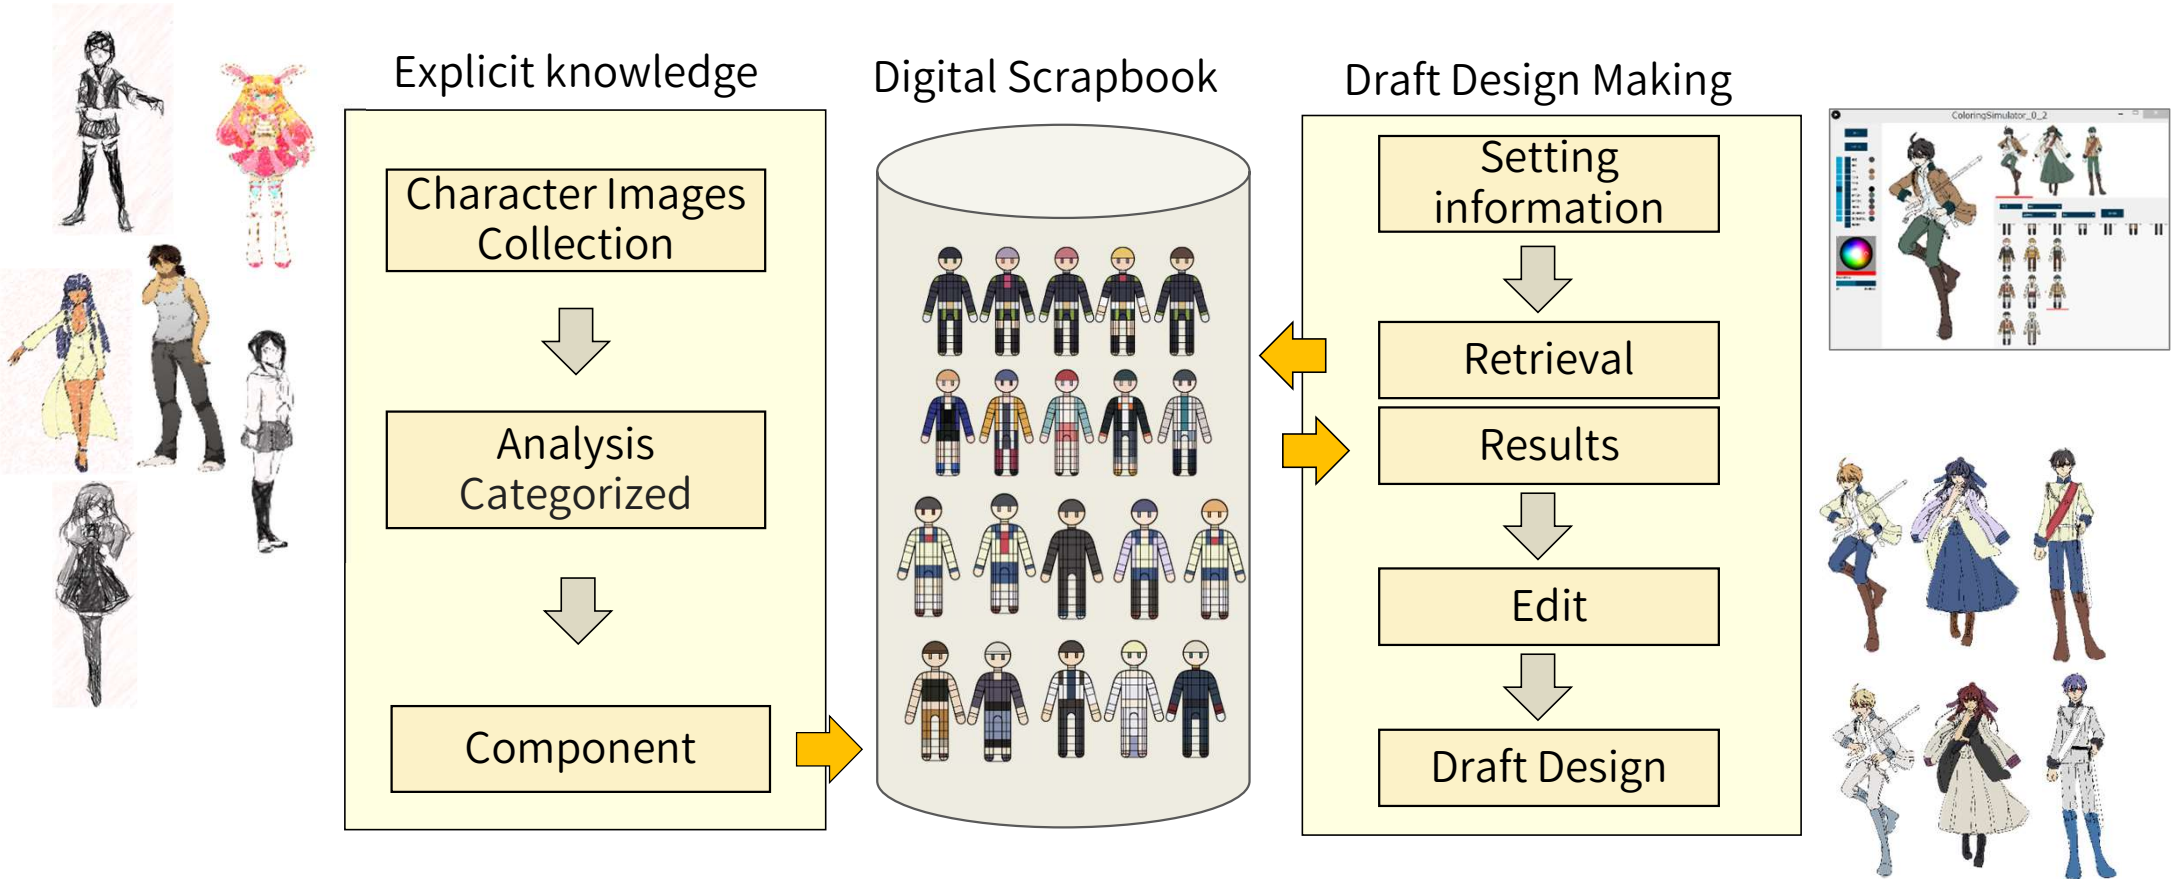 Explicit knowledge
Character Images
Collection
Analysis
Categorized
Component
Digital Scrapbook
Draft Design Making
Setting
information
Retrieval
Results
Edit
Draft Design
ColoringSimulator_0_2